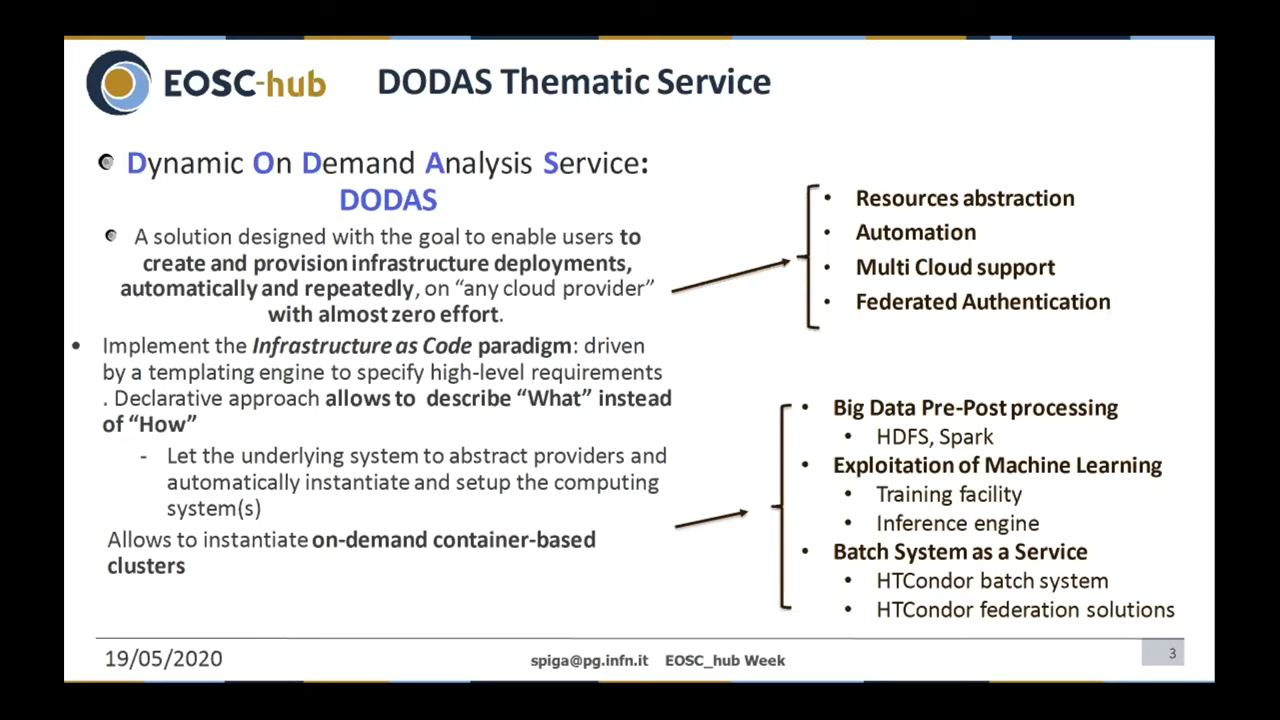 EOSC-hub
DODAS Thematic Service
Dynamic On Demand Analysis Service:
DODAS
A solution designed with the goal to enable users to
create and provision infrastructure deployments,
automatically and repeatedly, on “any cloud provider”
with almost zero effort.
• Implement the Infrastructure as Code paradigm: driven
by a templating engine to specify high-level requirements
. Declarative approach allows to describe “What” instead
of “How”
- Let the underlying system to abstract providers and
automatically instantiate and setup the computing
system(s)
Allows to instantiate on-demand container-based
clusters
• Resources abstraction
• Automation
• Multi Cloud support
• Federated Authentication
• Big Data Pre-Post processing
• HDFS, Spark
• Exploitation of Machine Learning
• Training facility
• Inference engine
• Batch System as a Service
• HTCondor batch system
• HTCondor federation solutions
19/05/2020
spiga@pg.infn.it EOSC_hub Week
3